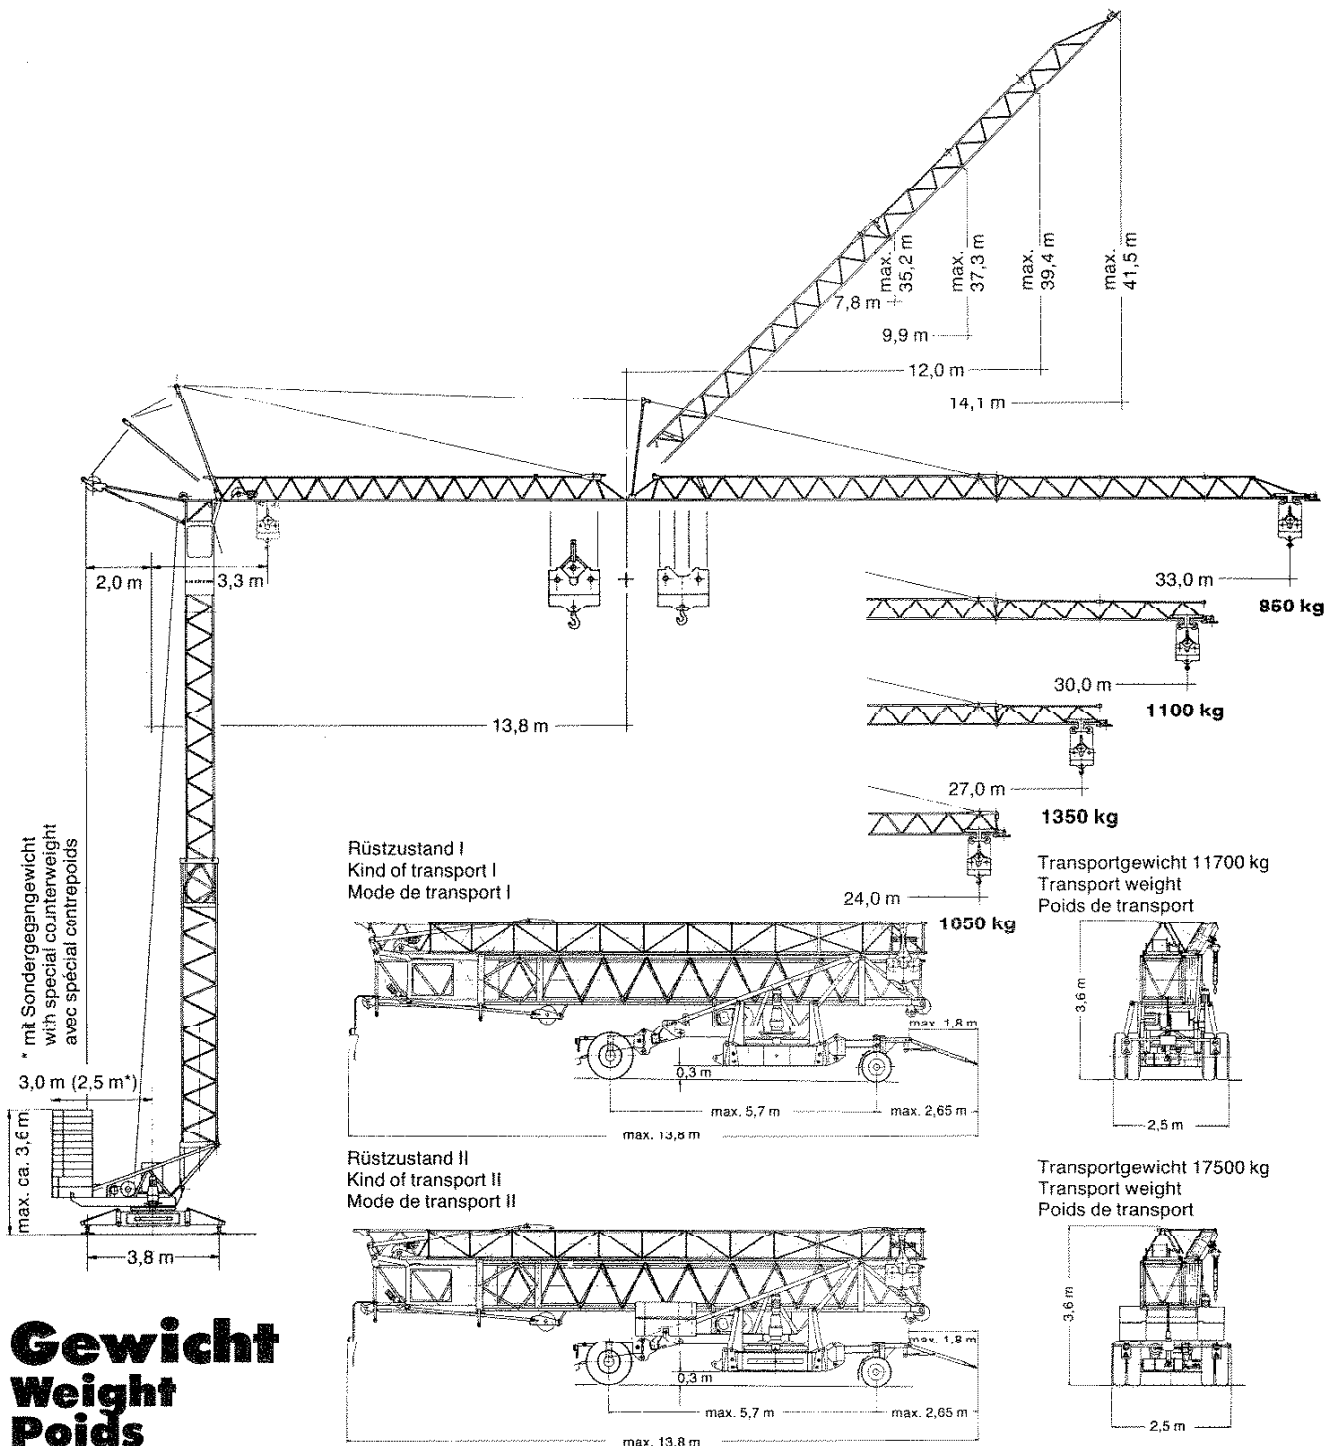 max.
35,2 m
max.
37,3 m
max.
39,4 m
max.
41,5 m
7,8 m
9,9 m
12,0 m
14,1 m
2,0 m
3,3 m
33,0 m
850 kg
30,0 m
1100 kg
13,8 m
27,0 m
1350 kg
24,0 m
1650 kg
* mit Sondergegengewicht
with special counterweight
avec spécial contrepoids
3,0 m (2,5 m*)
max. ca. 3,6 m
3,8 m
Rüstzustand I
Kind of transport I
Mode de transport I
max. 1,8 m
0,3 m
max. 5,7 m
max. 2,65 m
max. 13,8 m
Transportgewicht 11700 kg
Transport weight
Poids de transport
3,6 m
2,5 m
Rüstzustand II
Kind of transport II
Mode de transport II
max. 1,8 m
0,3 m
max. 5,7 m
max. 2,65 m
max. 13,8 m
Transportgewicht 17500 kg
Transport weight
Poids de transport
3,6 m
2,5 m
Gewicht
Weight
Poids